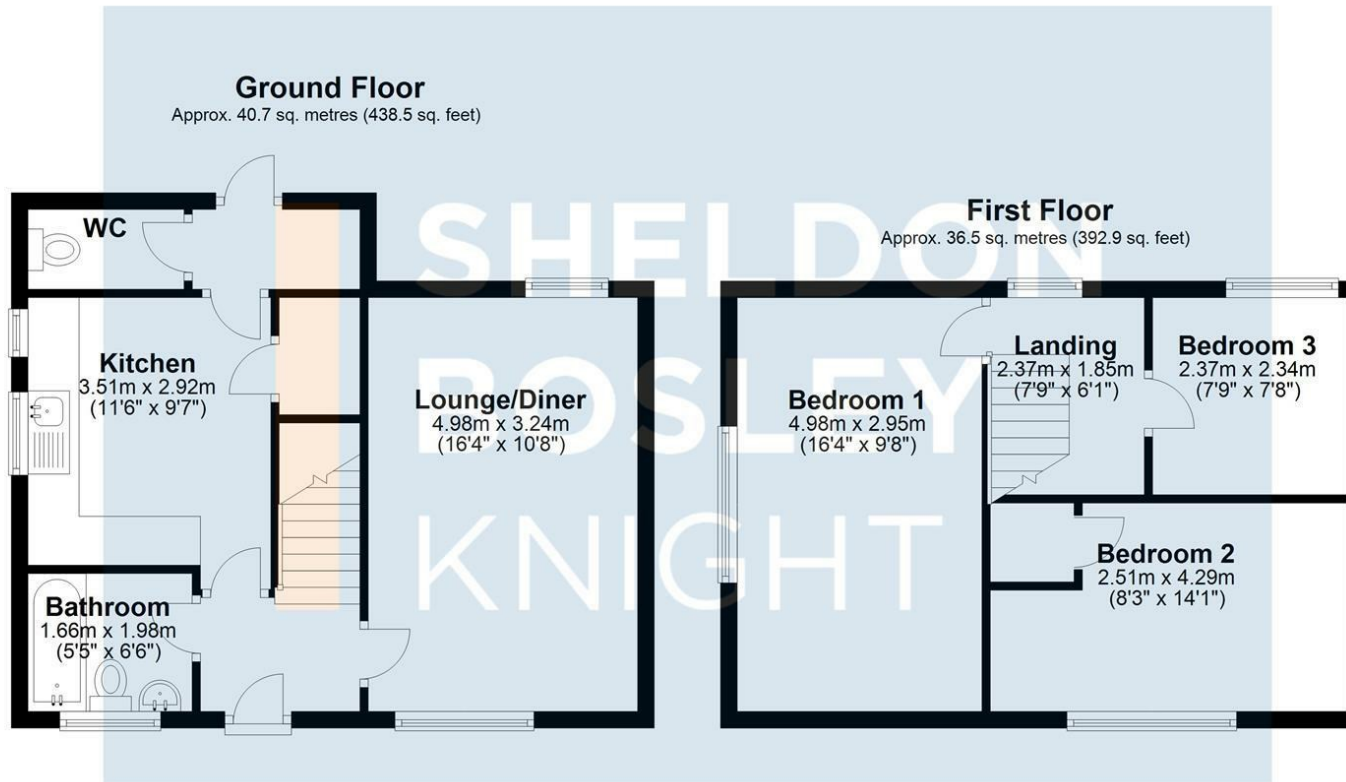 Ground Floor
Approx. 40.7 sq. metres (438.5 sq. feet)
WC
Kitchen
3.51m x 2.92m
(11'6" x 9'7")
Lounge/Diner
4.98m x 3.24m
(16'4" x 10'8")
Bathroom
1.66m x 1.98m
(5'5" x 6'6")
First Floor
Approx. 36.5 sq. metres (392.9 sq. feet)
Landing
2.37m x 1.85m
(7'9" x 6'1")
Bedroom 3
2.37m x 2.34m
(7'9" x 7'8")
Bedroom 1
4.98m x 2.95m
(16'4" x 9'8")
Bedroom 2
2.51m x 4.29m
(8'3" x 14'1")
SHELDON
BOSLEY
KNIGHT